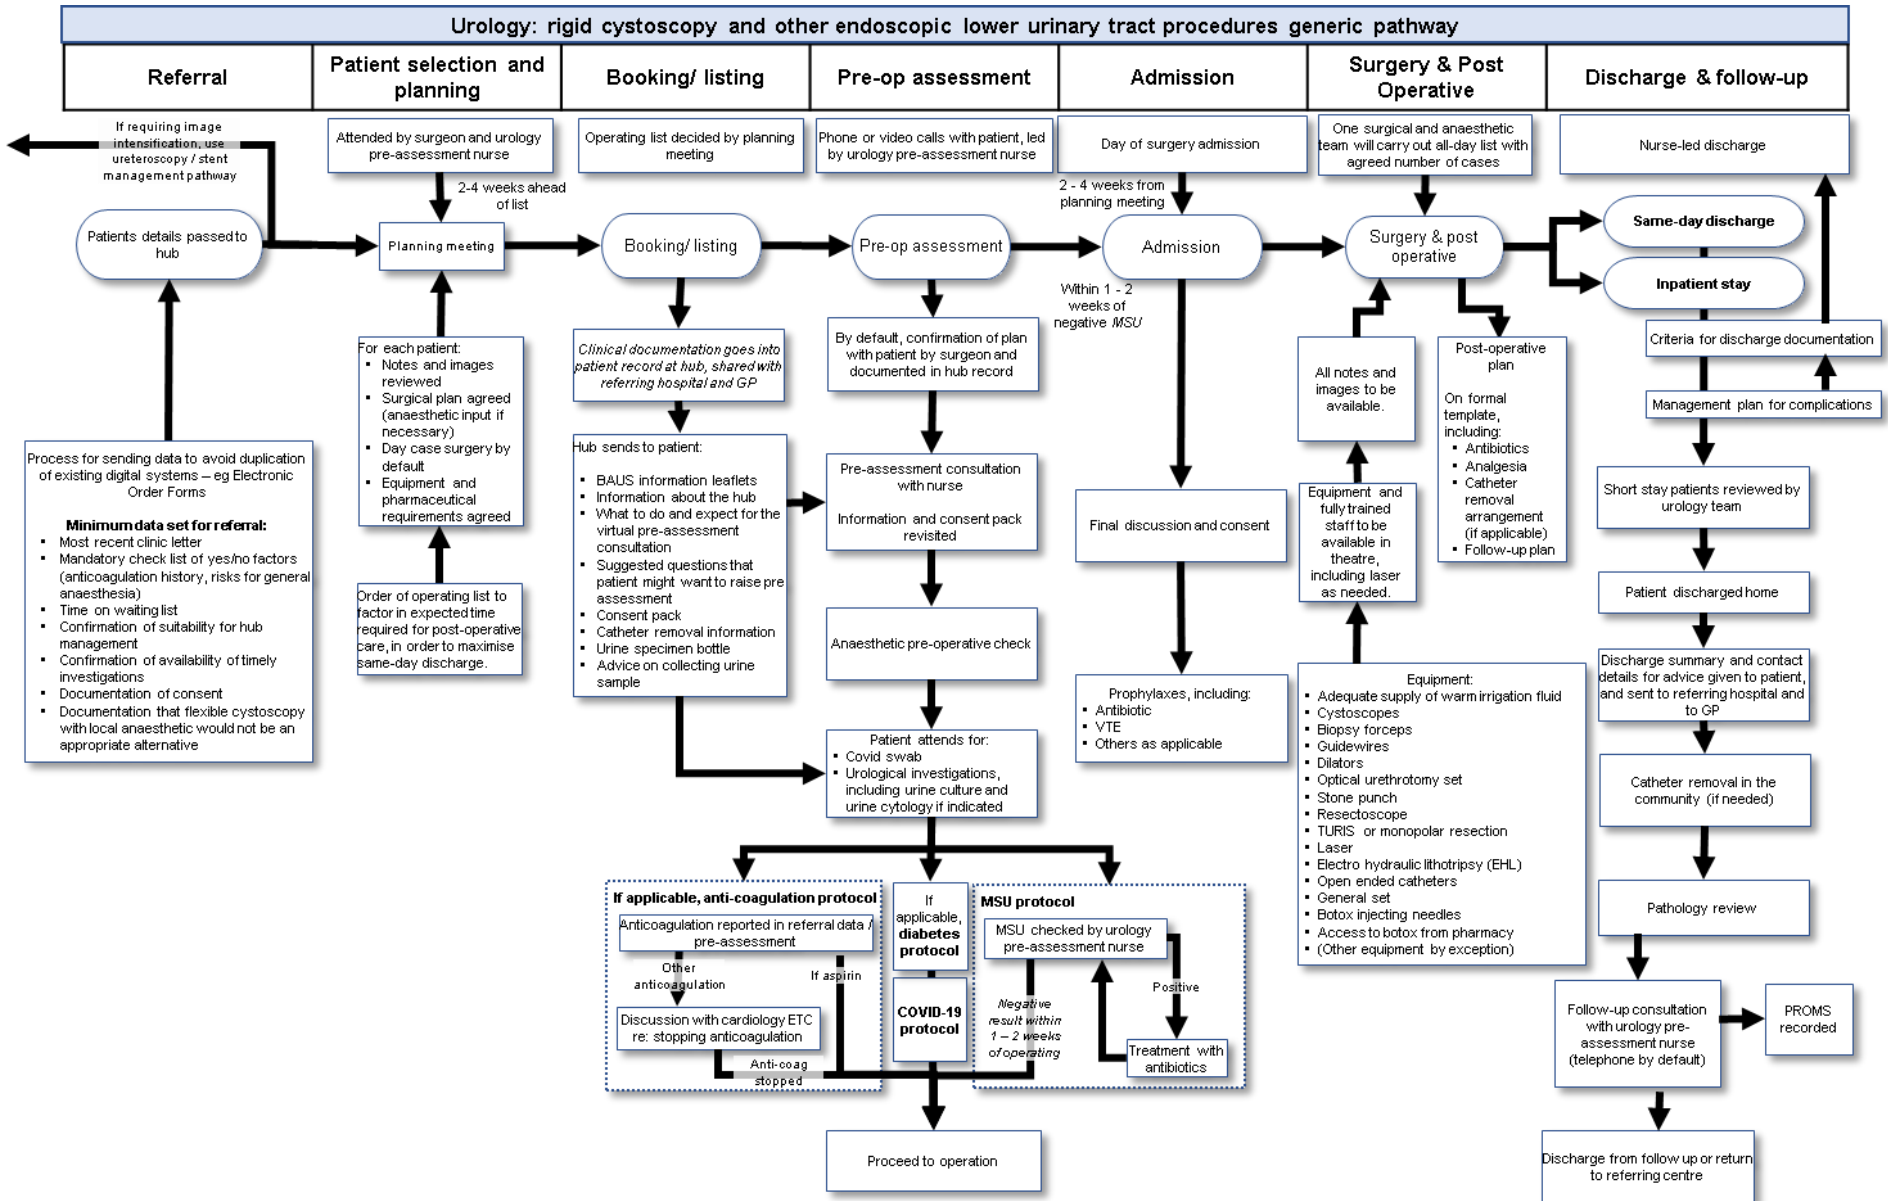 Urology: rigid cystoscopy and other endoscopic lower urinary tract procedures generic pathway
Referral
Patient selection and
planning
Booking/ listing
Pre-op assessment
Admission
Surgery & Post
Operative
Discharge & follow-up
If requiring image
intensification, use
ureteroscopy / stent
management pathway
Patients details passed to
hub
Process for sending data to avoid duplication
of existing digital systems – eg Electronic
Order Forms
Minimum data set for referral:
▪ Most recent clinic letter
▪ Mandatory check list of yes/no factors
(anticoagulation history, risks for general
anaesthesia)
▪ Time on waiting list
▪ Confirmation of suitability for hub
management
▪ Confirmation of availability of timely
investigations
▪ Documentation of consent
▪ Documentation that flexible cystoscopy
with local anaesthetic would not be an
appropriate alternative
Attended by surgeon and urology
pre-assessment nurse
2-4 weeks ahead
of list
Planning meeting
For each patient:
▪ Notes and images
reviewed
▪ Surgical plan agreed
(anaesthetic input if
necessary)
▪ Day case surgery by
default
▪ Equipment and
pharmaceutical
requirements agreed
Order of operating list to
factor in expected time
required for post-operative
care, in order to maximise
same-day discharge.
Operating list decided by planning
meeting
Booking/ listing
Clinical documentation goes into
patient record at hub, shared with
referring hospital and GP
Hub sends to patient:
▪ BAUS information leaflets
▪ Information about the hub
▪ What to do and expect for the
virtual pre-assessment
consultation
▪ Suggested questions that
patient might want to raise pre
assessment
▪ Consent pack
▪ Catheter removal information
▪ Urine specimen bottle
▪ Advice on collecting urine
sample
Phone or video calls with patient, led
by urology pre-assessment nurse
Pre-op assessment
By default, confirmation of plan
with patient by surgeon and
documented in hub record
Pre-assessment consultation
with nurse
Information and consent pack
revisited
Anaesthetic pre-operative check
Patient attends for:
▪ Covid swab
▪ Urological investigations,
including urine culture and
urine cytology if indicated
If applicable, anti-coagulation protocol
Anticoagulation reported in referral data /
pre-assessment
Other
anticoagulation
If aspirin
Discussion with cardiology ETC
re: stopping anticoagulation
Anti-coag
stopped
If
applicable,
diabetes
protocol
COVID-19
protocol
MSU protocol
MSU checked by urology
pre-assessment nurse
Negative
result within
1 – 2 weeks
of operating
Positive
Treatment with
antibiotics
Proceed to operation
Day of surgery admission
2 - 4 weeks from
planning meeting
Admission
Within 1 - 2
weeks of
negative MSU
Final discussion and consent
Prophylaxes, including:
▪ Antibiotic
▪ VTE
▪ Others as applicable
One surgical and anaesthetic
team will carry out all-day list with
agreed number of cases
Surgery & post
operative
All notes and
images to be
available.
Equipment and
fully trained
staff to be
available in
theatre,
including laser
as needed.
Post-operative
plan
On formal
template,
including:
▪ Antibiotics
▪ Analgesia
▪ Catheter
removal
arrangement
(if applicable)
▪ Follow-up plan
Equipment:
▪ Adequate supply of warm irrigation fluid
▪ Cystoscopes
▪ Biopsy forceps
▪ Guidewires
▪ Dilators
▪ Optical urethrotomy set
▪ Stone punch
▪ Resectoscope
▪ TURIS or monopolar resection
▪ Laser
▪ Electro hydraulic lithotripsy (EHL)
▪ Open ended catheters
▪ General set
▪ Botox injecting needles
▪ Access to botox from pharmacy
▪ (Other equipment by exception)
Nurse-led discharge
Same-day discharge
Inpatient stay
Criteria for discharge documentation
Management plan for complications
Short stay patients reviewed by
urology team
Patient discharged home
Discharge summary and contact
details for advice given to patient,
and sent to referring hospital and
to GP
Catheter removal in the
community (if needed)
Pathology review
Follow-up consultation
with urology pre-
assessment nurse
(telephone by default)
PROMS
recorded
Discharge from follow up or return
to referring centre